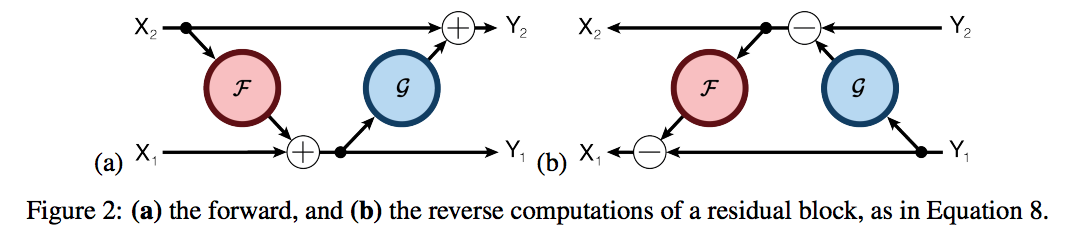 X₂ + Y₂ X₂ − Y₂
ℱ 𝒢 ℱ 𝒢
(a) X₁ + Y₁ (b) X₁ − Y₁
Figure 2: (a) the forward, and (b) the reverse computations of a residual block, as in Equation 8.